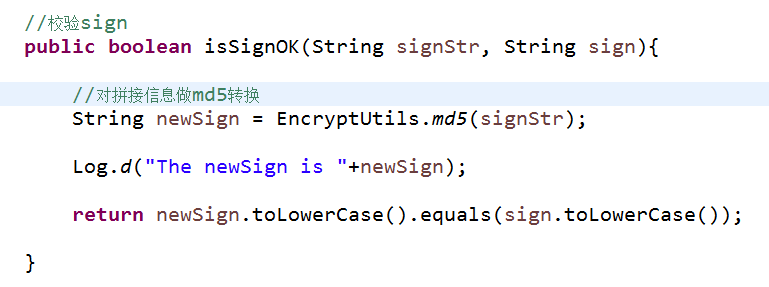 //校验sign
public boolean isSignOK(String signStr, String sign){
//对拼接信息做md5转换
String newSign = EncryptUtils.md5(signStr);
Log.d("The newSign is "+newSign);
return newSign.toLowerCase().equals(sign.toLowerCase());
}